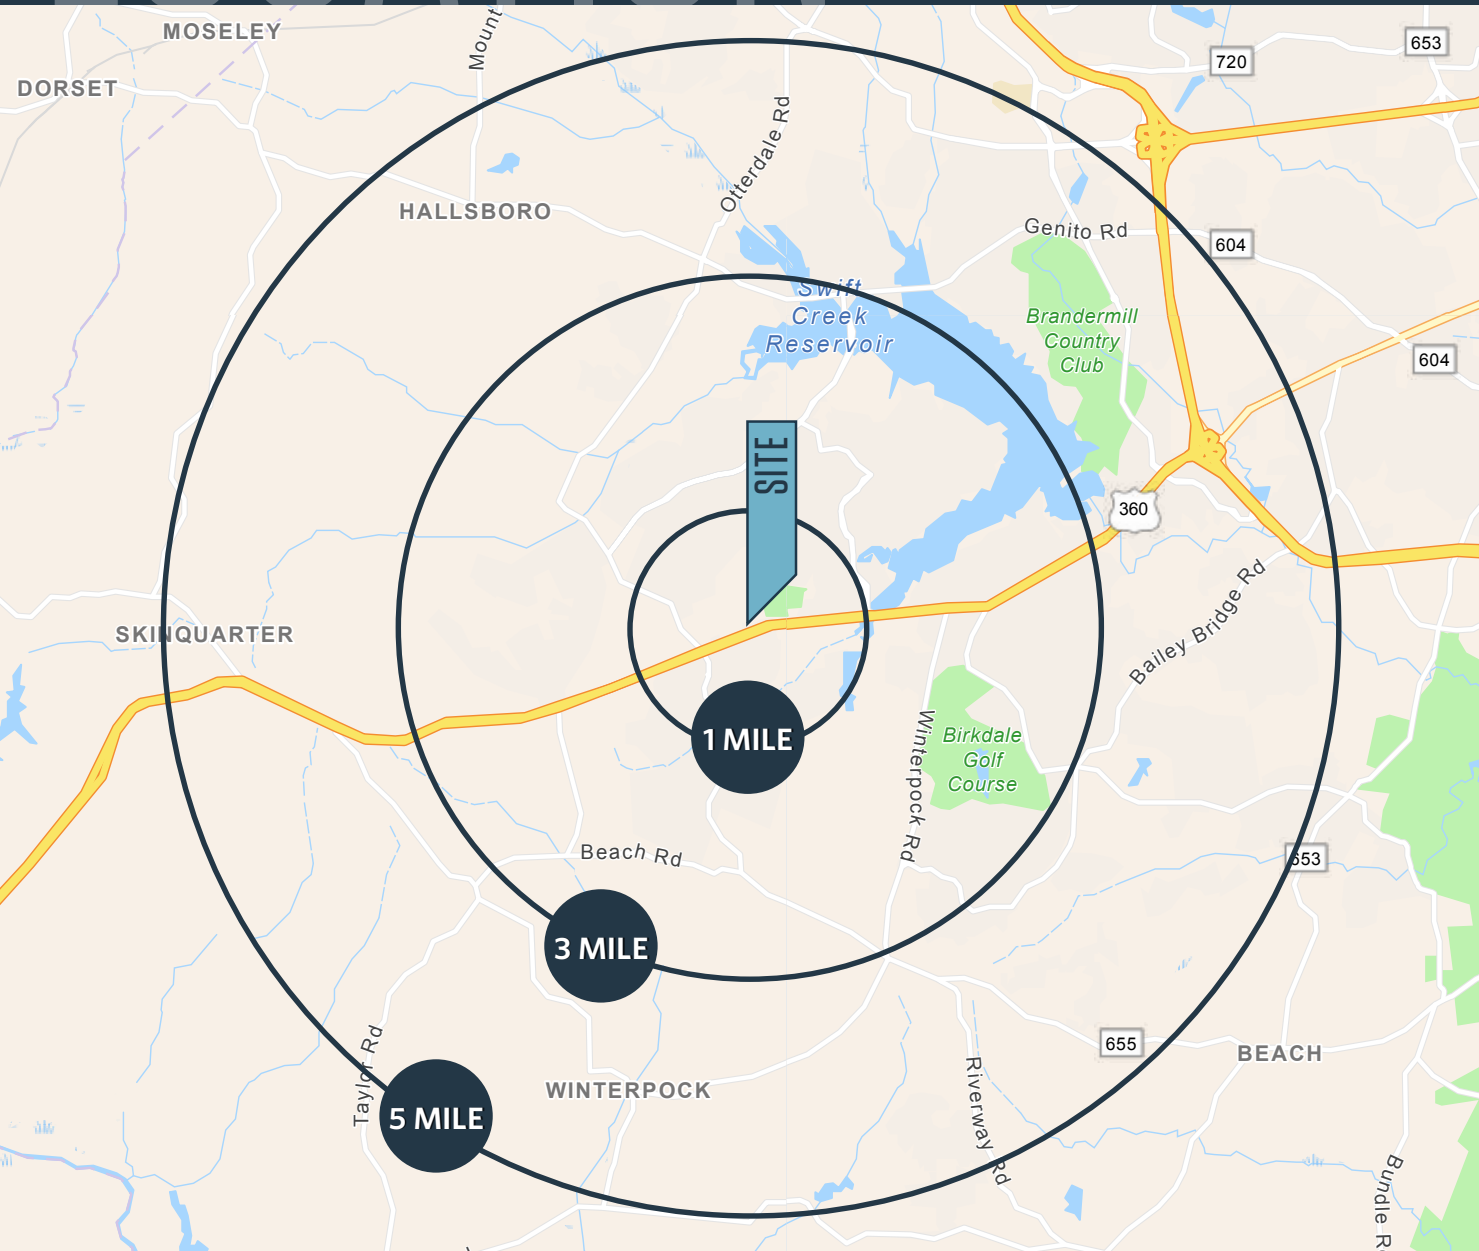 MOSELEY
Mount
653
720
DORSET
Otterdale Rd
HALLSBORO
Genito Rd
604
Swift
Creek
Reservoir
Brandermill
Country
Club
604
SITE
360
Bailey Bridge Rd
SKINQUARTER
1 MILE
Winterpock Rd
Birkdale
Golf
Course
Beach Rd
653
3 MILE
Taylor Rd
655
BEACH
WINTERPOCK
Riverway Rd
5 MILE
Bundle R